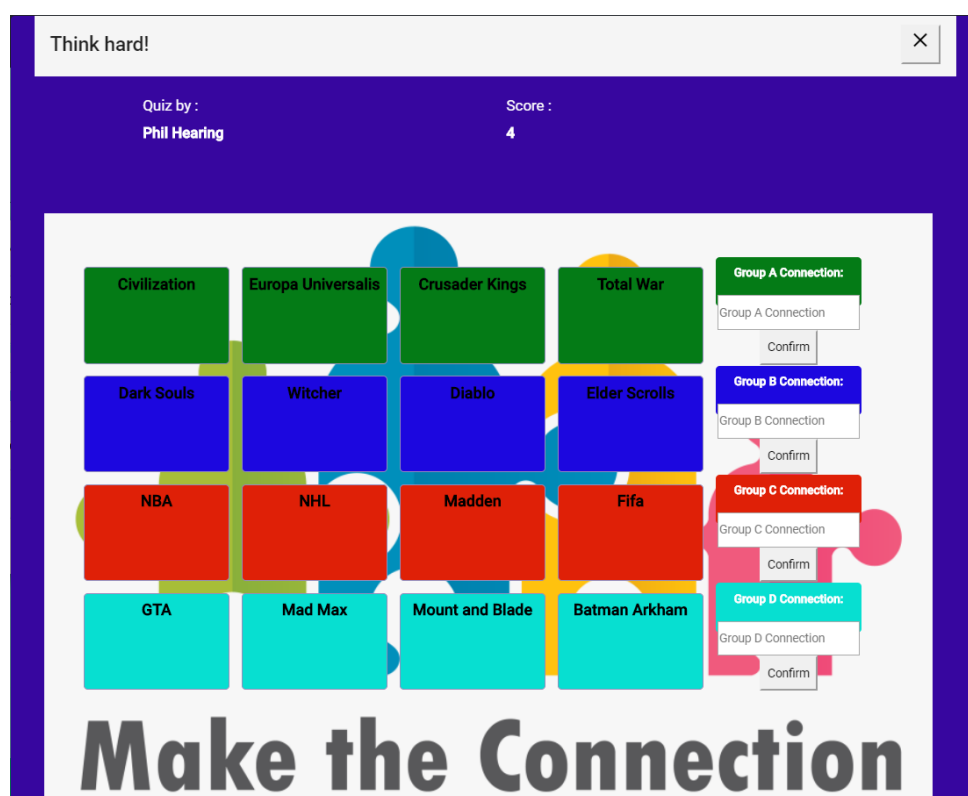 Think hard!
Quiz by :
Score :
Phil Hearing
4
Civilization
Europa Universalis
Crusader Kings
Total War
Group A Connection:
Group A Connection
Confirm
Dark Souls
Witcher
Diablo
Elder Scrolls
Group B Connection:
Group B Connection
Confirm
NBA
NHL
Madden
Fifa
Group C Connection:
Group C Connection
Confirm
GTA
Mad Max
Mount and Blade
Batman Arkham
Group D Connection:
Group D Connection
Confirm
Make the Connection